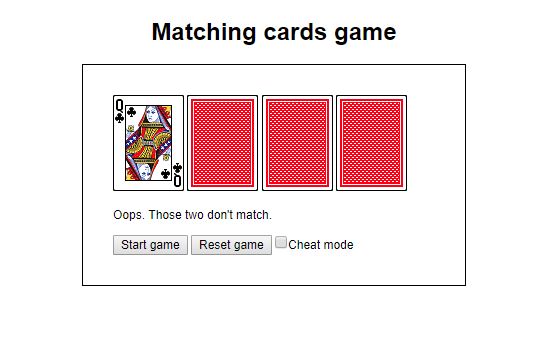 Matching cards game
Q
Q
Oops. Those two don't match.
Start game Reset game Cheat mode